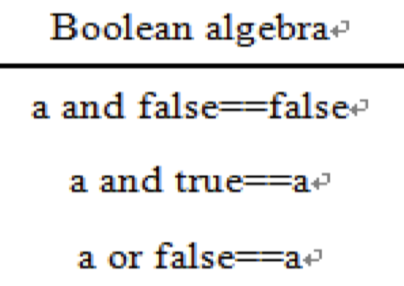 Boolean algebra↵
a and false==false↵
a and true==a↵
a or false==a↵